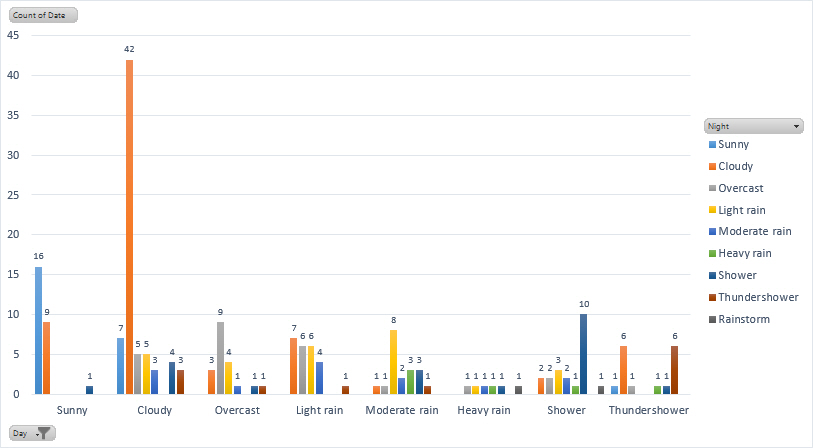 Count of Date
45
40
35
30
25
20
15
10
5
0
16 9 1
7 42 5 5 3 4 3
3 9 4 1 1 1
7 6 6 4 1
1 1 8 2 3 3 1
1 1 1 1 1 1
2 2 3 2 1 10 1
1 6 1 1 1 6
Sunny Cloudy Overcast Light rain Moderate rain Heavy rain Shower Thundershower
Night
Sunny
Cloudy
Overcast
Light rain
Moderate rain
Heavy rain
Shower
Thundershower
Rainstorm
Day